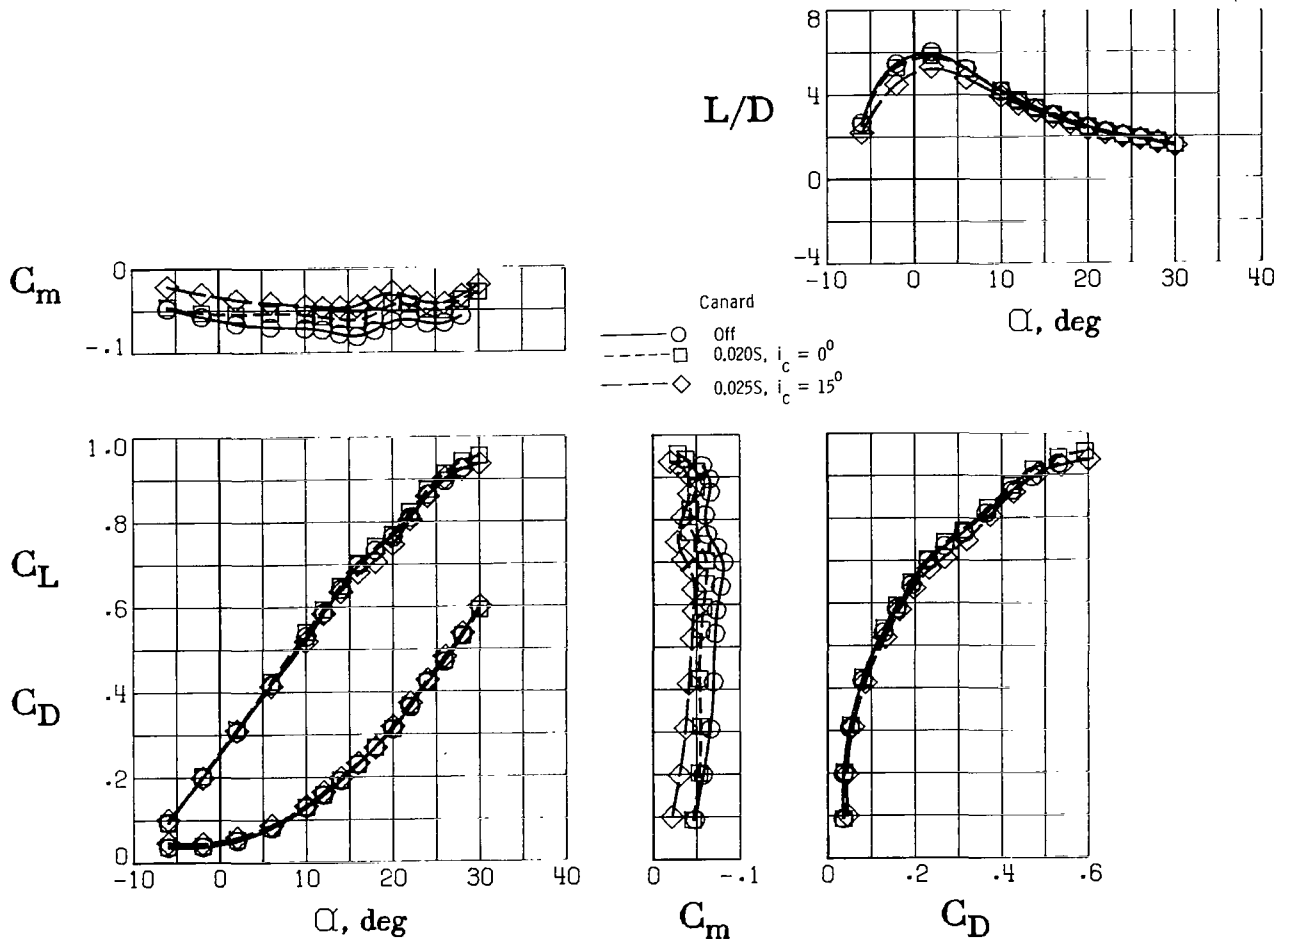 8
4
0
-4
L/D
-10
0
10
20
30
40
α, deg
0
-.1
C_m
Canard
Off
0.020S, i_c = 0°
0.025S, i_c = 15°
1.0
.8
.6
.4
.2
0
C_L
C_D
-10
0
10
20
30
40
α, deg
0
-.1
C_m
0
.2
.4
.6
C_D